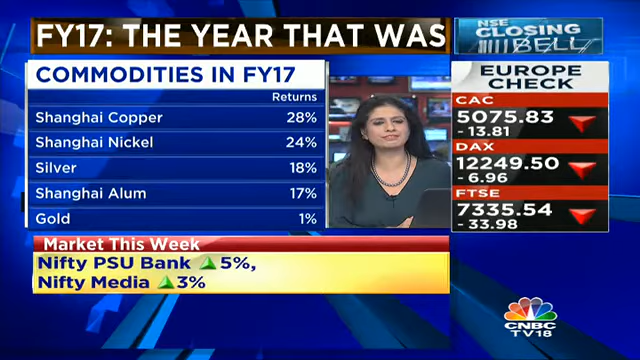 FY17: THE YEAR THAT WAS
NSE CLOSING
BELL
COMMODITIES IN FY17
Returns
Shanghai Copper 28%
Shanghai Nickel 24%
Silver 18%
Shanghai Alum 17%
Gold 1%
EUROPE
CHECK
CAC
5075.83
- 13.81
DAX
12249.50
- 6.96
FTSE
7335.54
- 33.98
Market This Week
Nifty PSU Bank 5%,
Nifty Media 3%
CNBC
TV18